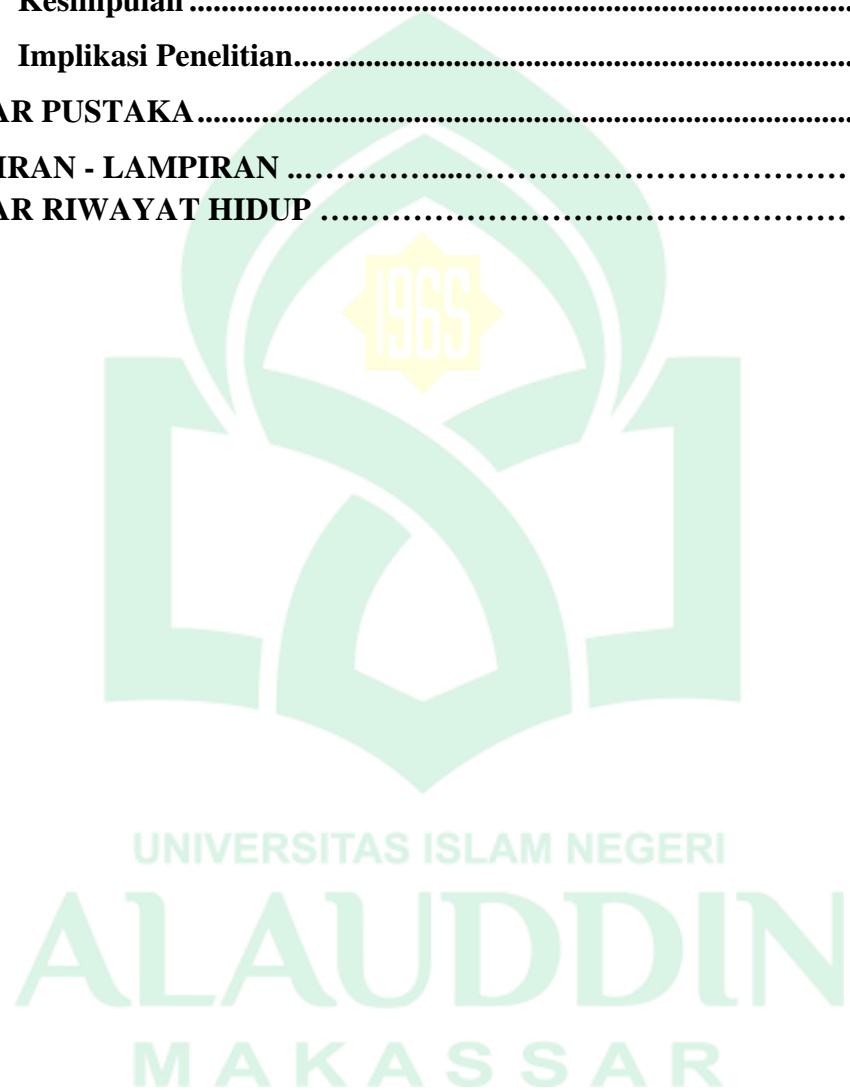 Kesimpulan ........................................................................................
Implikasi Penelitian...........................................................................
AR PUSTAKA.......................................................................................
IRAN - LAMPIRAN ..…………....………………………………
AR RIWAYAT HIDUP ….…………………….…………………
1965
UNIVERSITAS ISLAM NEGERI
ALAUDDIN
MAKASSAR